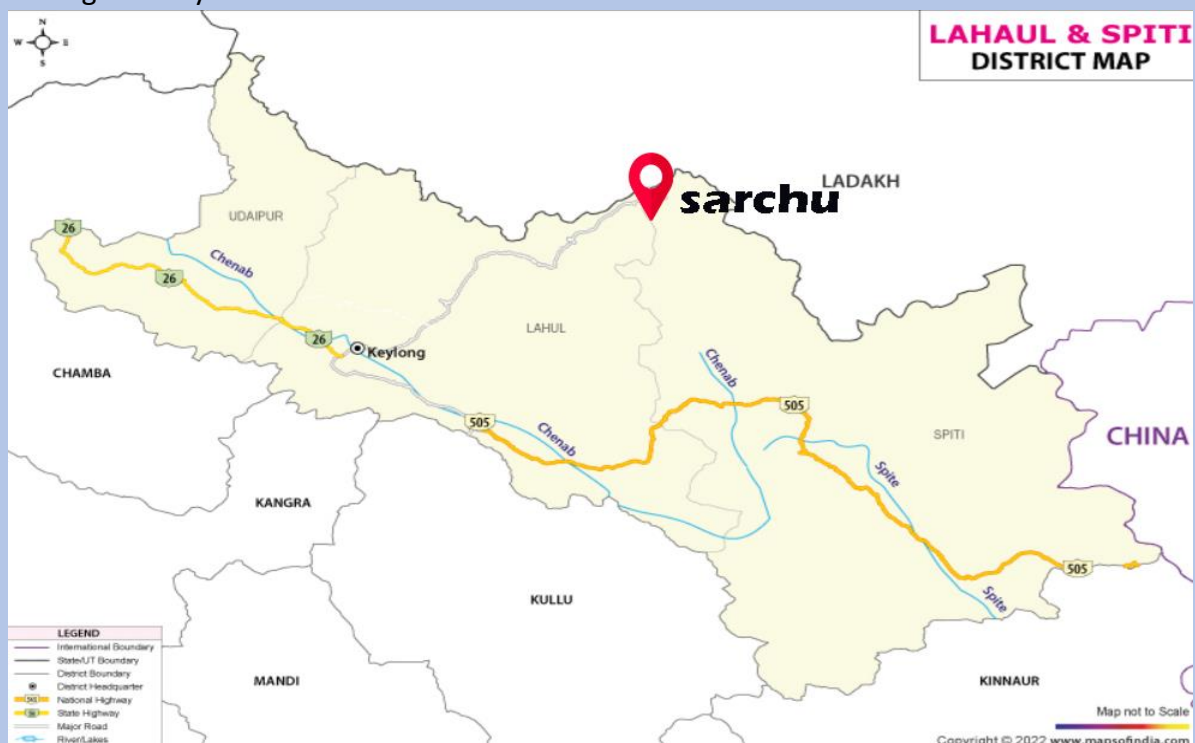 N
W E
S
LAHAUL & SPITI
DISTRICT MAP
LADAKH
sarchu
UDAIPUR
26
Chenab
26
26
Keylong
LAHUL
CHAMBA
Chenab
505
505
Chenab
SPITI
CHINA
Spite
KANGRA
505
Spite
KULLU
MANDI
KINNAUR
LEGEND
International Boundary
State/UT Boundary
District Boundary
District Headquarter
National Highway
State Highway
Major Road
River/Lakes
Map not to Scale
Copyright © 2022 www.mapsofindia.com